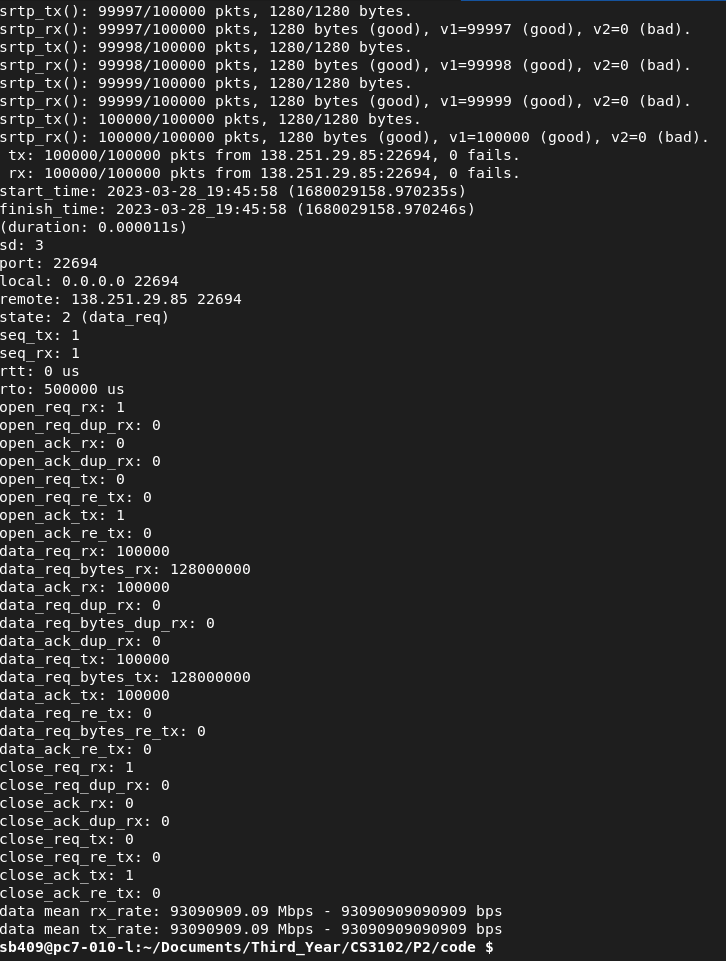 srtp_tx(): 99997/100000 pkts, 1280/1280 bytes.
srtp_rx(): 99997/100000 pkts, 1280 bytes (good), v1=99997 (good), v2=0 (bad).
srtp_tx(): 99998/100000 pkts, 1280/1280 bytes.
srtp_rx(): 99998/100000 pkts, 1280 bytes (good), v1=99998 (good), v2=0 (bad).
srtp_tx(): 99999/100000 pkts, 1280/1280 bytes.
srtp_rx(): 99999/100000 pkts, 1280 bytes (good), v1=99999 (good), v2=0 (bad).
srtp_tx(): 100000/100000 pkts, 1280/1280 bytes.
srtp_rx(): 100000/100000 pkts, 1280 bytes (good), v1=100000 (good), v2=0 (bad).
 tx: 100000/100000 pkts from 138.251.29.85:22694, 0 fails.
 rx: 100000/100000 pkts from 138.251.29.85:22694, 0 fails.
start_time: 2023-03-28_19:45:58 (1680029158.970235s)
finish_time: 2023-03-28_19:45:58 (1680029158.970246s)
(duration: 0.000011s)
sd: 3
port: 22694
local: 0.0.0.0 22694
remote: 138.251.29.85 22694
state: 2 (data_req)
seq_tx: 1
seq_rx: 1
rtt: 0 us
rto: 500000 us
open_req_rx: 1
open_req_dup_rx: 0
open_ack_rx: 0
open_ack_dup_rx: 0
open_req_tx: 0
open_req_re_tx: 0
open_ack_tx: 1
open_ack_re_tx: 0
data_req_rx: 100000
data_req_bytes_rx: 128000000
data_ack_rx: 100000
data_req_dup_rx: 0
data_req_bytes_dup_rx: 0
data_ack_dup_rx: 0
data_req_tx: 100000
data_req_bytes_tx: 128000000
data_ack_tx: 100000
data_req_re_tx: 0
data_req_bytes_re_tx: 0
data_ack_re_tx: 0
close_req_rx: 1
close_req_dup_rx: 0
close_ack_rx: 0
close_ack_dup_rx: 0
close_req_tx: 0
close_req_re_tx: 0
close_ack_tx: 1
close_ack_re_tx: 0
data mean rx_rate: 93090909.09 Mbps - 93090909090909 bps
data mean tx_rate: 93090909.09 Mbps - 93090909090909 bps
sb409@pc7-010-l:~/Documents/Third_Year/CS3102/P2/code $